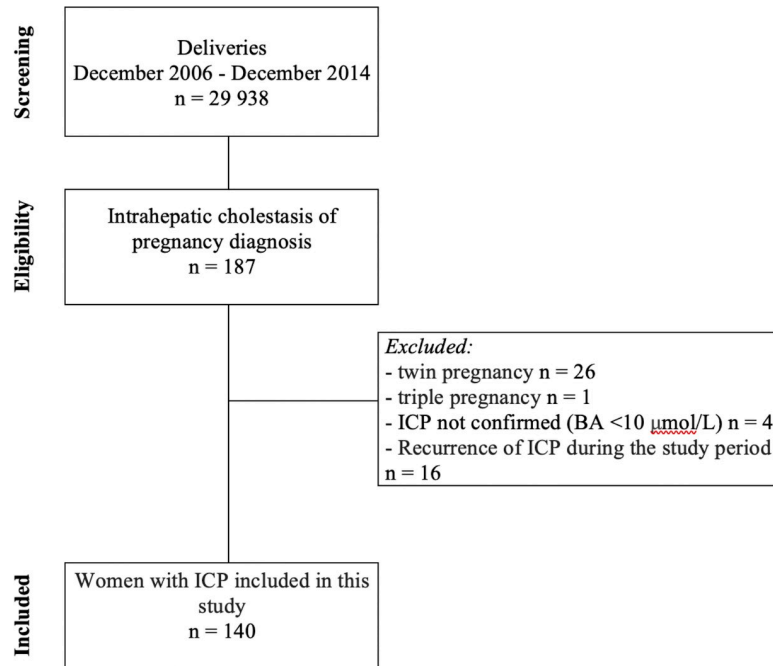 Screening
Deliveries
December 2006 - December 2014
n = 29 938
Eligibility
Intrahepatic cholestasis of
pregnancy diagnosis
n = 187
Excluded:
- twin pregnancy n = 26
- triple pregnancy n = 1
- ICP not confirmed (BA <10 μmol/L) n = 4
- Recurrence of ICP during the study period
n = 16
Included
Women with ICP included in this
study
n = 140